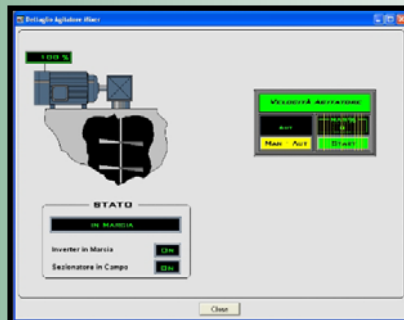 Dettaglio Agitatore Mixer
100 %
VELOCITÀ AGITATORE
AUT
MAN - AUT
START
STATO
IN MARCIA
Inverter in Marcia
ON
Sezionatore in Campo
ON
Close